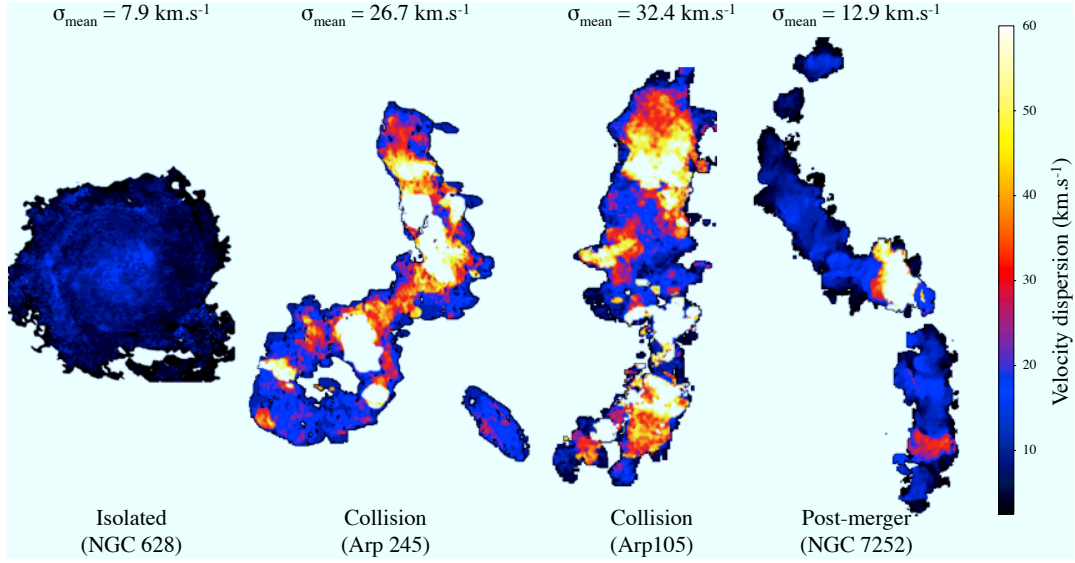 σmean = 7.9 km.s-1
σmean = 26.7 km.s-1
σmean = 32.4 km.s-1
σmean = 12.9 km.s-1
60
50
40
30
20
10
Velocity dispersion (km.s-1)
Isolated
(NGC 628)
Collision
(Arp 245)
Collision
(Arp105)
Post-merger
(NGC 7252)